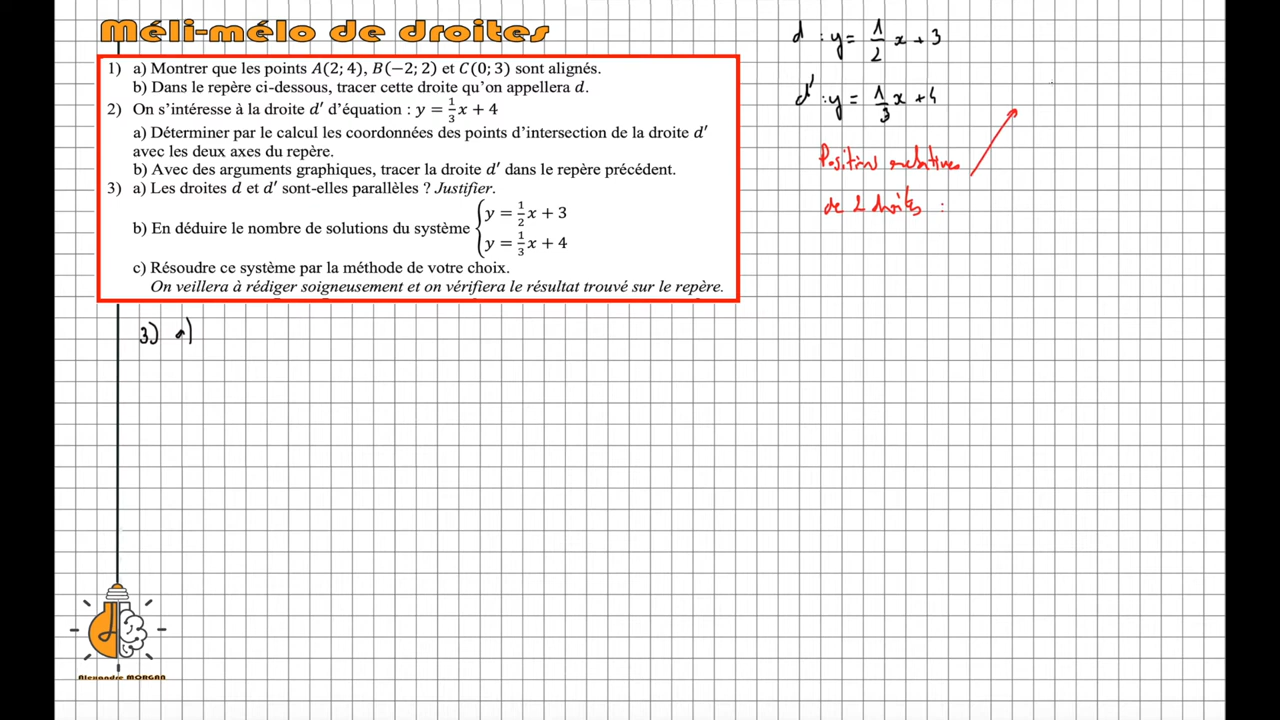 Méli-mélo de droites
1) a) Montrer que les points A(2; 4), B(−2; 2) et C(0; 3) sont alignés.
b) Dans le repère ci-dessous, tracer cette droite qu'on appellera d.
2) On s'intéresse à la droite d′ d'équation : y = 1/3 x + 4
a) Déterminer par le calcul les coordonnées des points d'intersection de la droite d′
avec les deux axes du repère.
b) Avec des arguments graphiques, tracer la droite d′ dans le repère précédent.
3) a) Les droites d et d′ sont-elles parallèles ? Justifier.
b) En déduire le nombre de solutions du système { y = 1/2 x + 3
y = 1/3 x + 4
c) Résoudre ce système par la méthode de votre choix.
On veillera à rédiger soigneusement et on vérifiera le résultat trouvé sur le repère.
d : y = 1/2 x + 3
d' : y = 1/3 x + 4
Positions relatives
de 2 droites :
3) a)
Alexandre MORGAN